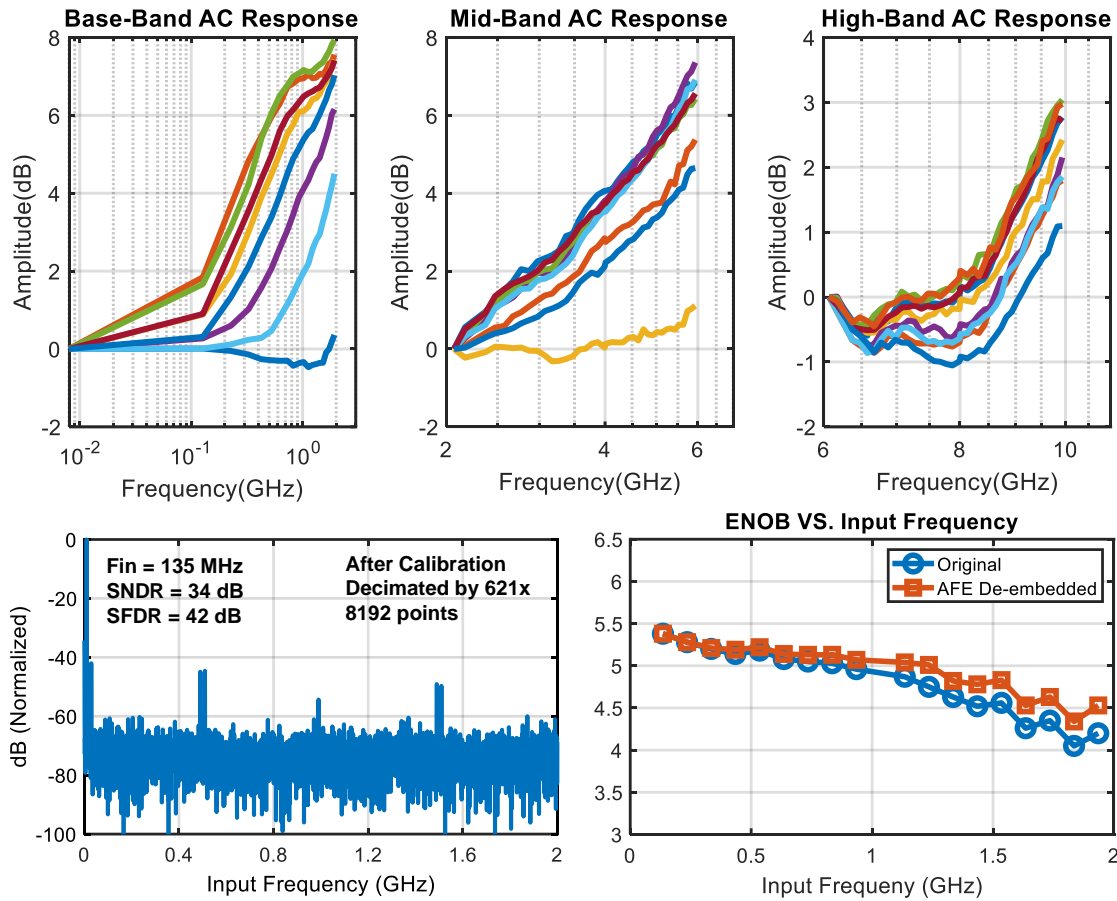 Base-Band AC Response
8
6
4
2
0
-2
Amplitude(dB)
10-2
10-1
100
Frequency(GHz)
Mid-Band AC Response
8
6
4
2
0
-2
Amplitude(dB)
2
4
6
Frequency(GHz)
High-Band AC Response
4
3
2
1
0
-1
-2
Amplitude(dB)
6
8
10
Frequency(GHz)
0
-20
-40
-60
-80
-100
dB (Normalized)
Fin = 135 MHz
SNDR = 34 dB
SFDR = 42 dB
After Calibration
Decimated by 621x
8192 points
0
0.4
0.8
1.2
1.6
2
Input Frequency (GHz)
ENOB VS. Input Frequency
6.5
6
5.5
5
4.5
4
3.5
3
Original
AFE De-embedded
0
0.5
1
1.5
2
Input Frequeny (GHz)